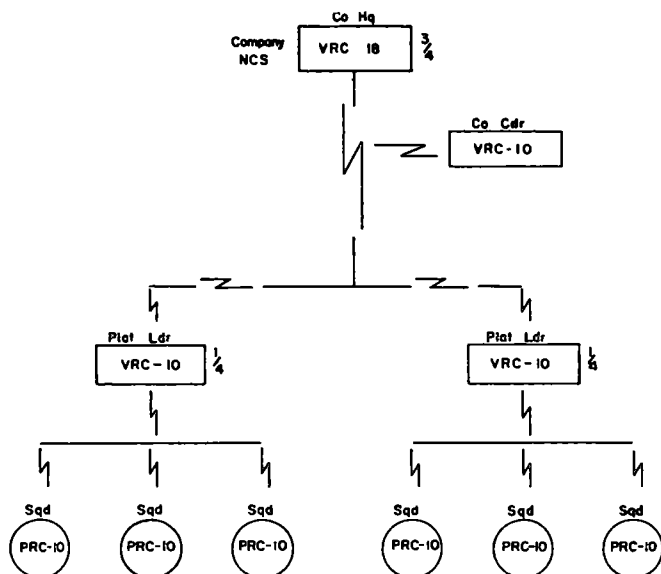 Co Hq
Company
NCS
VRC 18
3/4
Co Cdr
VRC-10
Plat Ldr
VRC-10
1/4
Plat Ldr
VRC-10
1/4
Sqd
Sqd
Sqd
Sqd
Sqd
Sqd
PRC-10
PRC-10
PRC-10
PRC-10
PRC-10
PRC-10